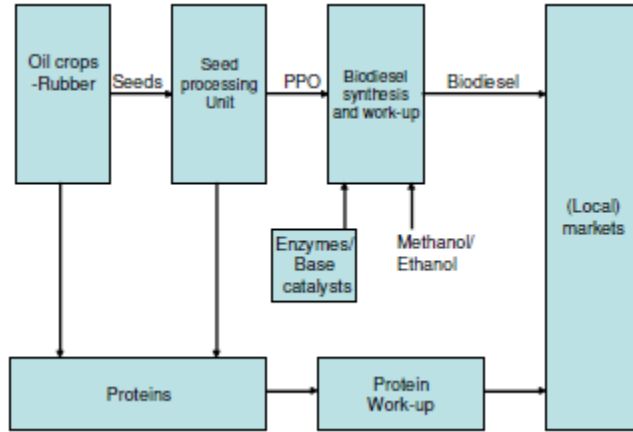 Oil crops
-Rubber
Seeds
Seed
processing
Unit
PPO
Biodiesel
synthesis
and work-up
Biodiesel
(Local)
markets
Enzymes/
Base
catalysts
Methanol/
Ethanol
Proteins
Protein
Work-up